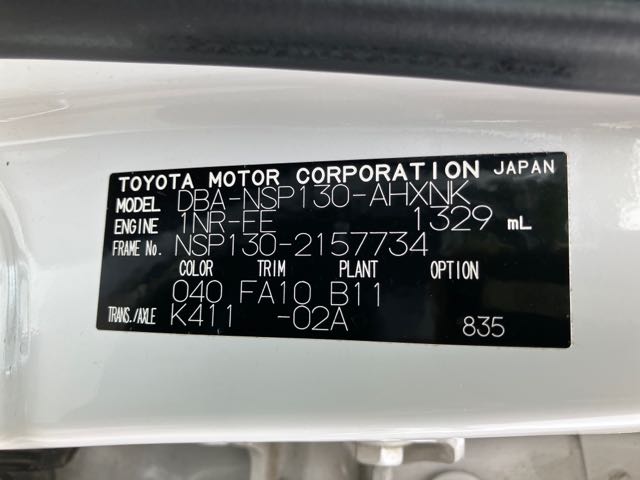 TOYOTA MOTOR CORPORATION JAPAN
MODEL DBA-NSP130-AHXNK
ENGINE 1NR-FE 1329 mL
FRAME No. NSP130-2157734
COLOR TRIM PLANT OPTION
040 FA10 B11
TRANS./AXLE K411 -02A 835